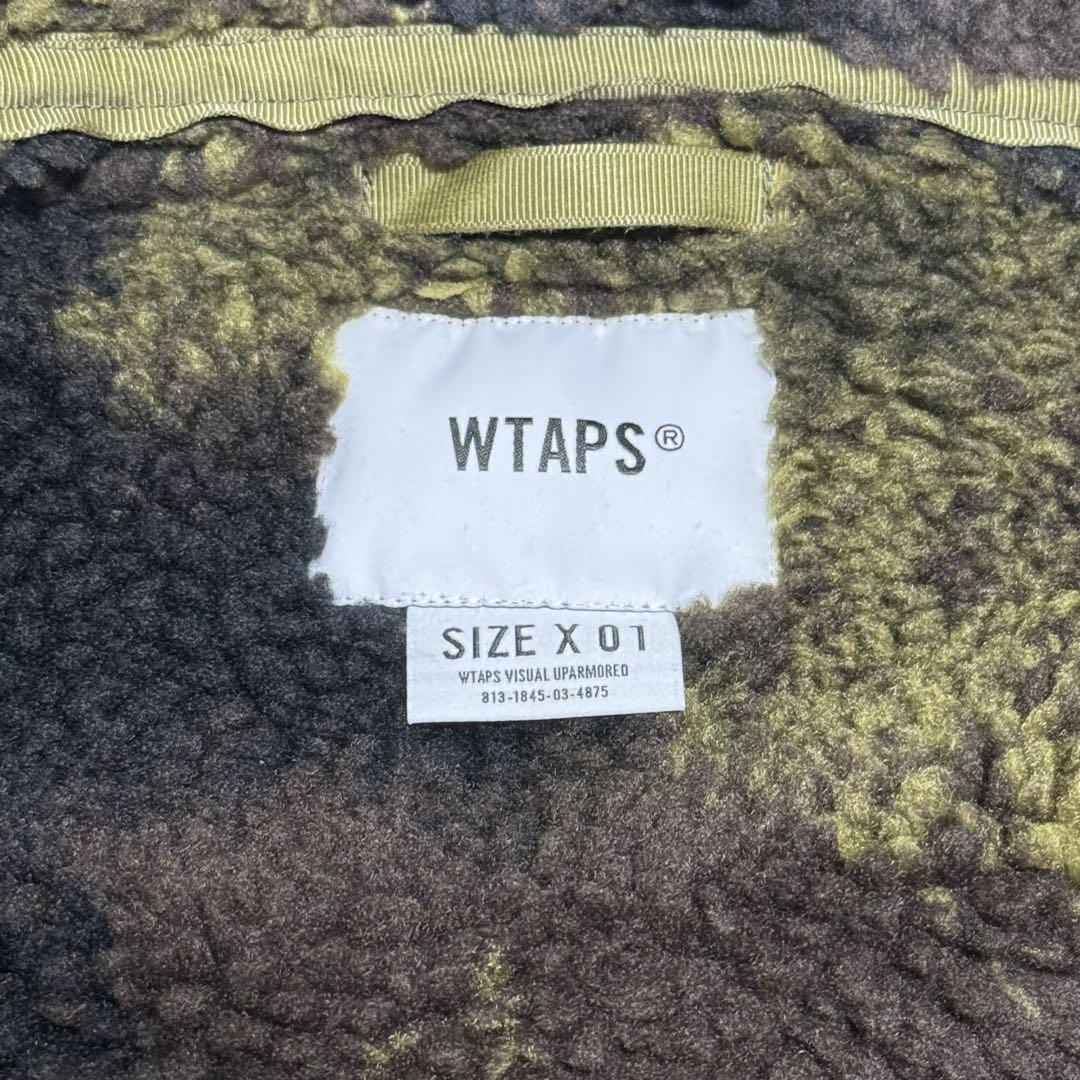 WTAPS®
SIZE X 01
WTAPS VISUAL UPARMORED
813-1845-03-4875